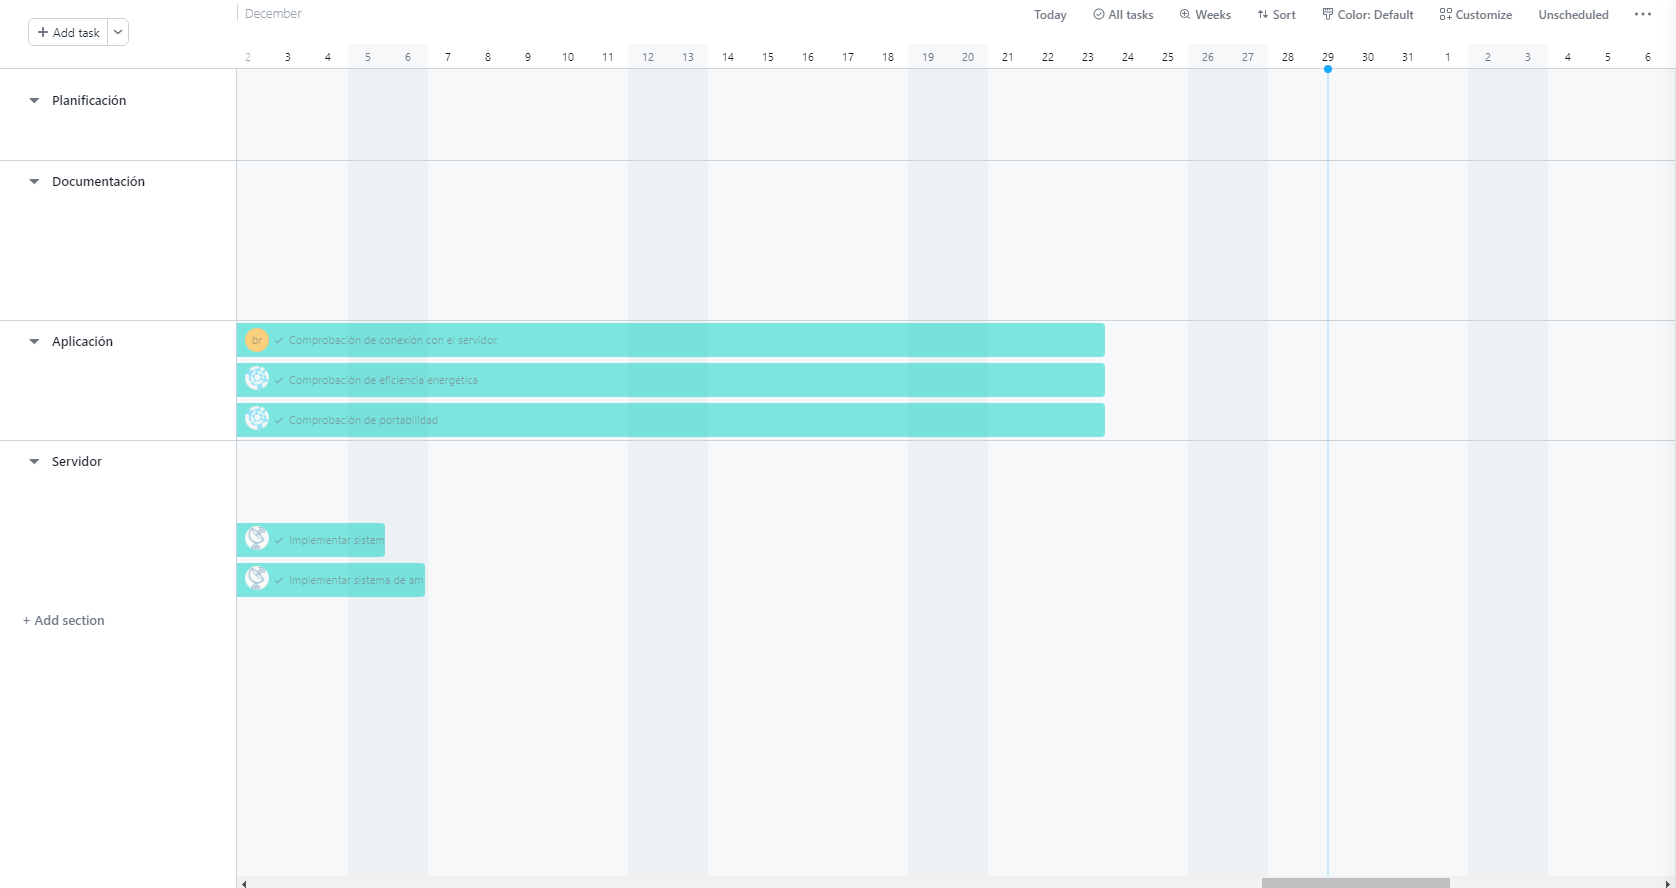 December
Today All tasks Weeks Sort Color: Default Customize Unscheduled
+ Add task
2 3 4 5 6 7 8 9 10 11 12 13 14 15 16 17 18 19 20 21 22 23 24 25 26 27 28 29 30 31 1 2 3 4 5 6
Planificación
Documentación
Aplicación
br Comprobación de conexión con el servidor
Comprobación de eficiencia energética
Comprobación de portabilidad
Servidor
Implementar sistem
Implementar sistema de am
+ Add section